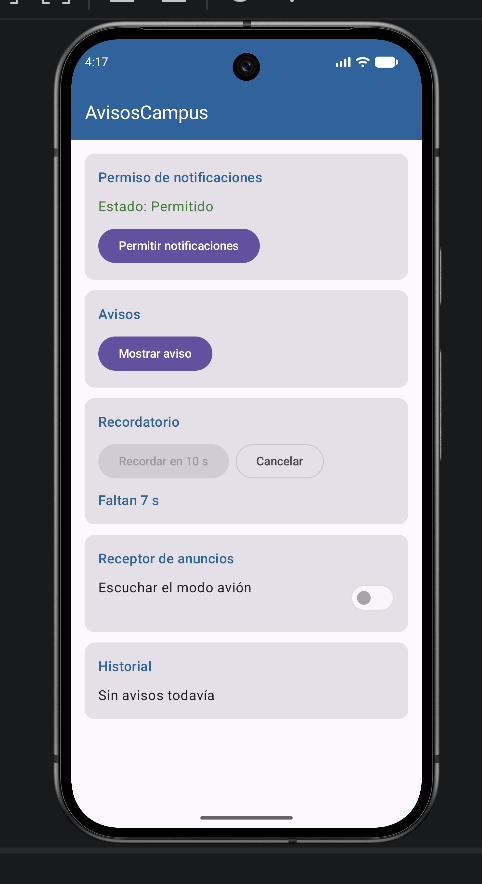 4:17
AvisosCampus
Permiso de notificaciones
Estado: Permitido
Permitir notificaciones
Avisos
Mostrar aviso
Recordatorio
Recordar en 10 s
Cancelar
Faltan 7 s
Receptor de anuncios
Escuchar el modo avión
Historial
Sin avisos todavía